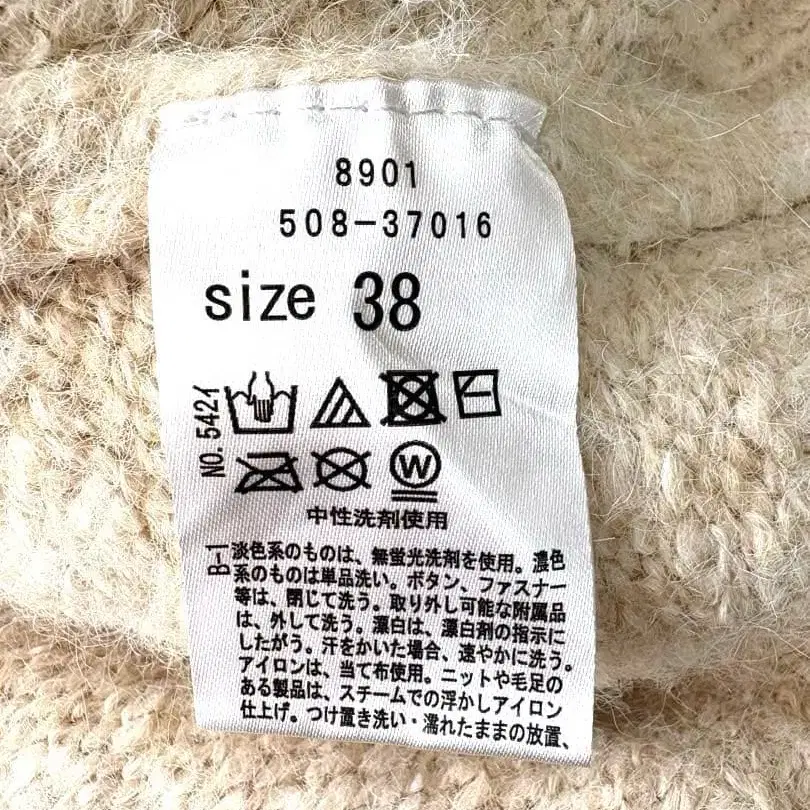 8901
508-37016
size 38
NO.542イ
W
中性洗剤使用
B-1
淡色系のものは、無蛍光洗剤を使用。濃色
系のものは単品洗い。ボタン、ファスナー
等は、閉じて洗う。取り外し可能な附属品
は、外して洗う。漂白は、漂白剤の指示に
したがう。汗をかいた場合、速やかに洗う。
アイロンは、当て布使用。ニットや毛足の
ある製品は、スチームでの浮かしアイロン
仕上げ。つけ置き洗い・濡れたままの放置、